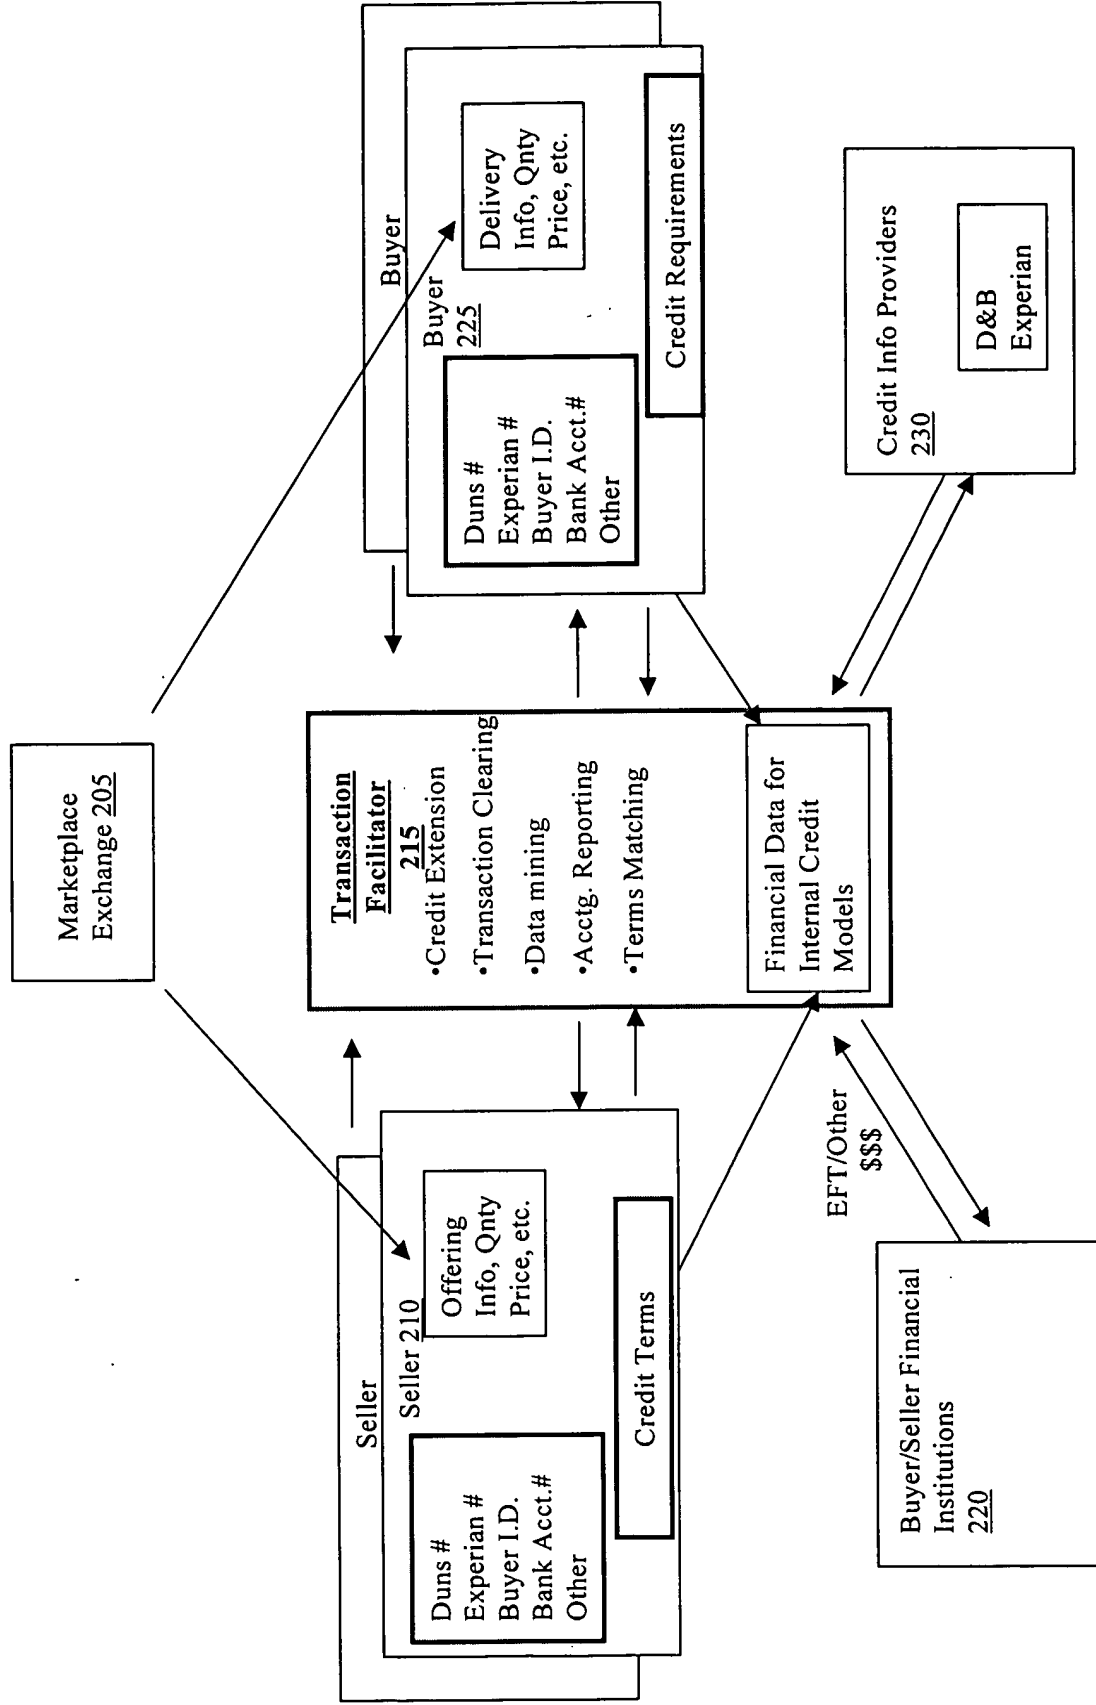 Marketplace
Exchange 205
Seller
Seller 210
Duns #
Experian #
Buyer I.D.
Bank Acct.#
Other
Offering
Info, Qnty
Price, etc.
Credit Terms
Transaction
Facilitator
215
•Credit Extension
•Transaction Clearing
•Data mining
•Acctg. Reporting
•Terms Matching
Financial Data for
Internal Credit
Models
Buyer
Buyer
225
Duns #
Experian #
Buyer I.D.
Bank Acct.#
Other
Delivery
Info, Qnty
Price, etc.
Credit Requirements
EFT/Other
$$$
Buyer/Seller Financial
Institutions
220
Credit Info Providers
230
D&B
Experian